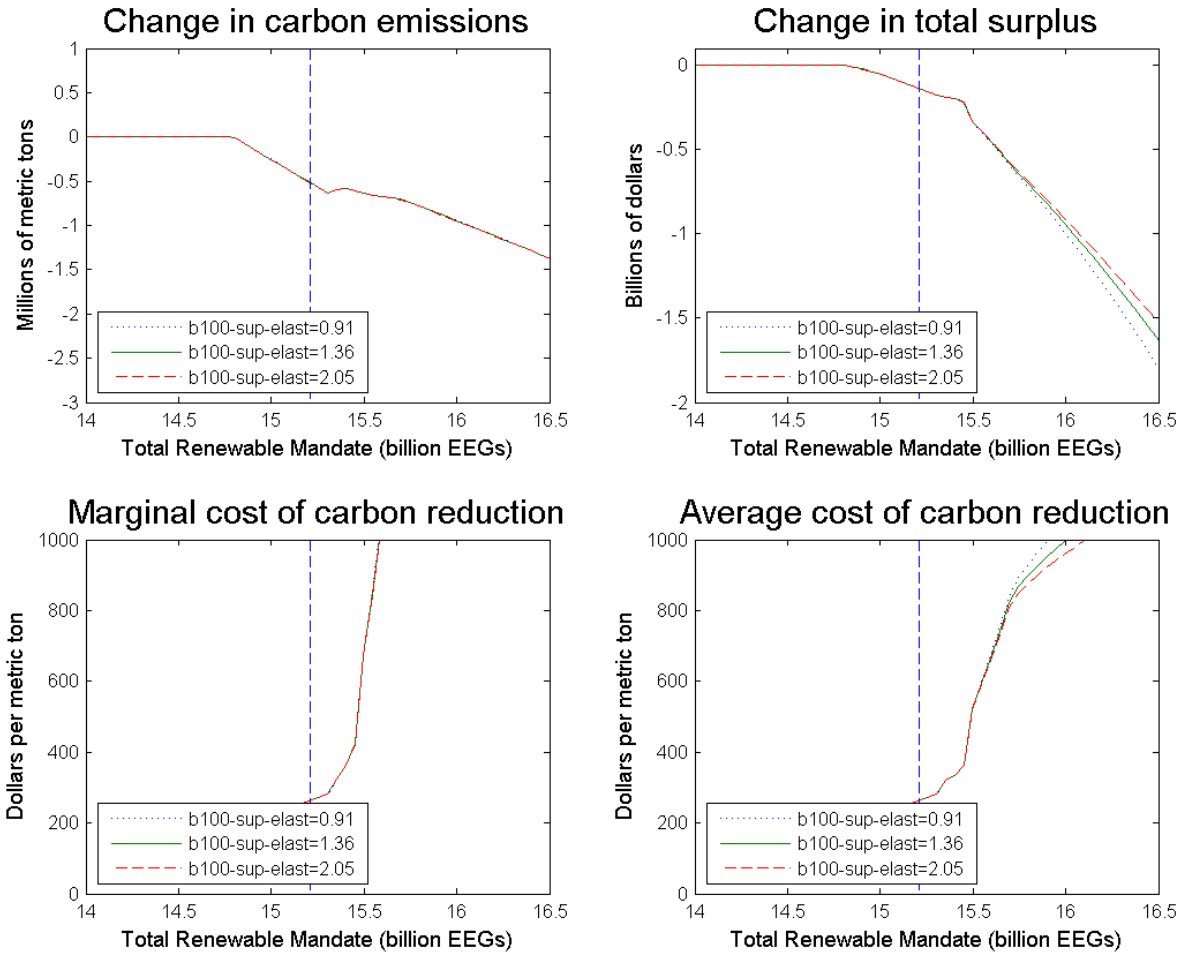 Change in carbon emissions
1
0.5
0
-0.5
-1
-1.5
-2
-2.5
-3
Millions of metric tons
b100-sup-elast=0.91
b100-sup-elast=1.36
b100-sup-elast=2.05
14 14.5 15 15.5 16 16.5
Total Renewable Mandate (billion EEGs)
Change in total surplus
0
-0.5
-1
-1.5
-2
Billions of dollars
b100-sup-elast=0.91
b100-sup-elast=1.36
b100-sup-elast=2.05
14 14.5 15 15.5 16 16.5
Total Renewable Mandate (billion EEGs)
Marginal cost of carbon reduction
1000
800
600
400
200
0
Dollars per metric ton
b100-sup-elast=0.91
b100-sup-elast=1.36
b100-sup-elast=2.05
14 14.5 15 15.5 16 16.5
Total Renewable Mandate (billion EEGs)
Average cost of carbon reduction
1000
800
600
400
200
0
Dollars per metric ton
b100-sup-elast=0.91
b100-sup-elast=1.36
b100-sup-elast=2.05
14 14.5 15 15.5 16 16.5
Total Renewable Mandate (billion EEGs)